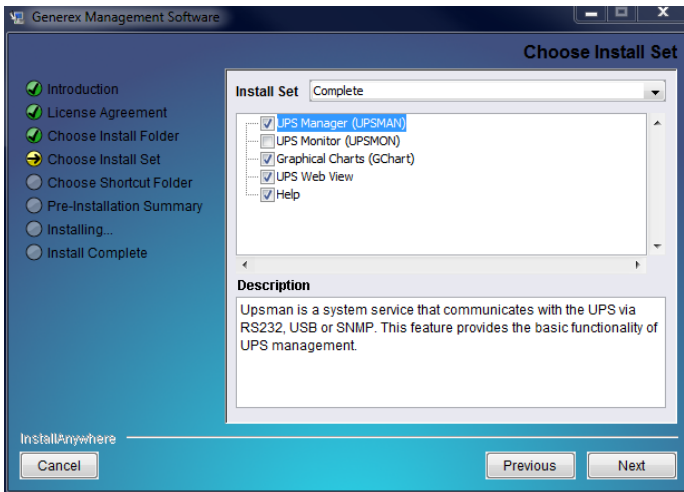 Generex Management Software
Choose Install Set
Introduction
License Agreement
Choose Install Folder
Choose Install Set
Choose Shortcut Folder
Pre-Installation Summary
Installing...
Install Complete
Install Set Complete
UPS Manager (UPSMAN)
UPS Monitor (UPSMON)
Graphical Charts (GChart)
UPS Web View
Help
Description
Upsman is a system service that communicates with the UPS via
RS232, USB or SNMP. This feature provides the basic functionality of
UPS management.
InstallAnywhere
Cancel Previous Next